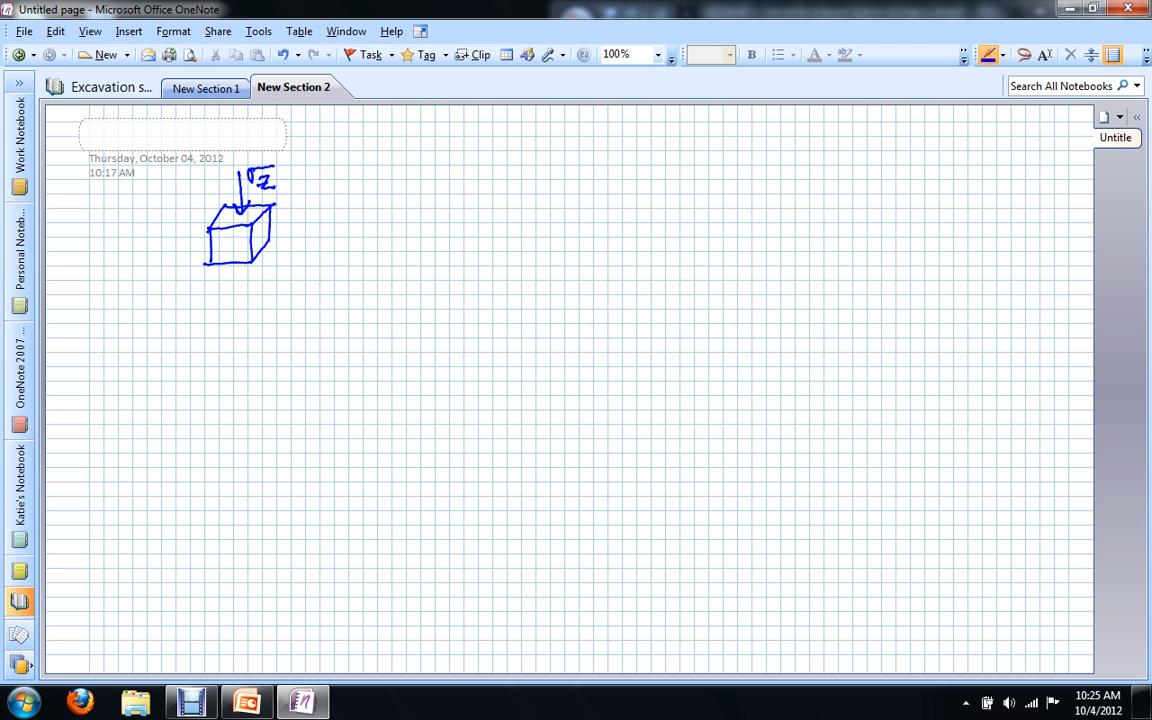 Untitled page - Microsoft Office OneNote
File Edit View Insert Format Share Tools Table Window Help
New Task Tag Clip 100% B A ab
Excavation s... New Section 1 New Section 2 Search All Notebooks
Untitle
Thursday, October 04, 2012
10:17 AM
σz
Work Notebook
Personal Noteb...
OneNote 2007 ...
Katie's Notebook
10:25 AM
10/4/2012